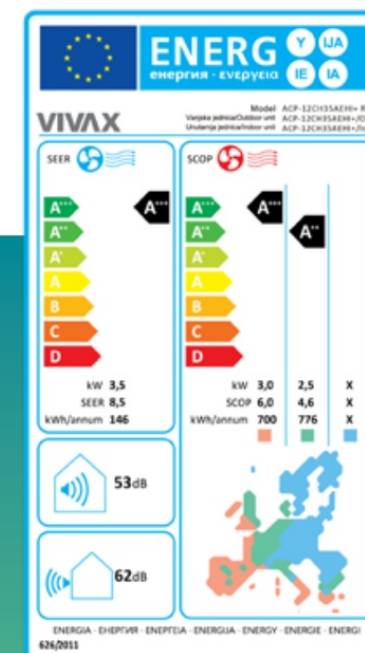 ENERG
енергия · ενεργεια
Y IJA
IE IA
VIVAX
Model ACP-12CH35AEHI+ R
Vanjska jedinica/Outdoor unit ACP-12CH35AEHI+/O
Unutarnja jedinica/Indoor unit ACP-12CH35AEHI+/I
SEER
SCOP
A+++ A+++
A++
A+
A
B
C
D
kW 3,5
SEER 8,5
kWh/annum 146
A+++ A+++
A++ A++
A+
A
B
C
D
kW 3,0 2,5 X
SCOP 6,0 4,6 X
kWh/annum 700 776 X
53dB
62dB
ENERGIA · ЕНЕРГИЯ · ΕΝΕΡΓΕΙΑ · ENERGIJA · ENERGY · ENERGIE · ENERGI
626/2011